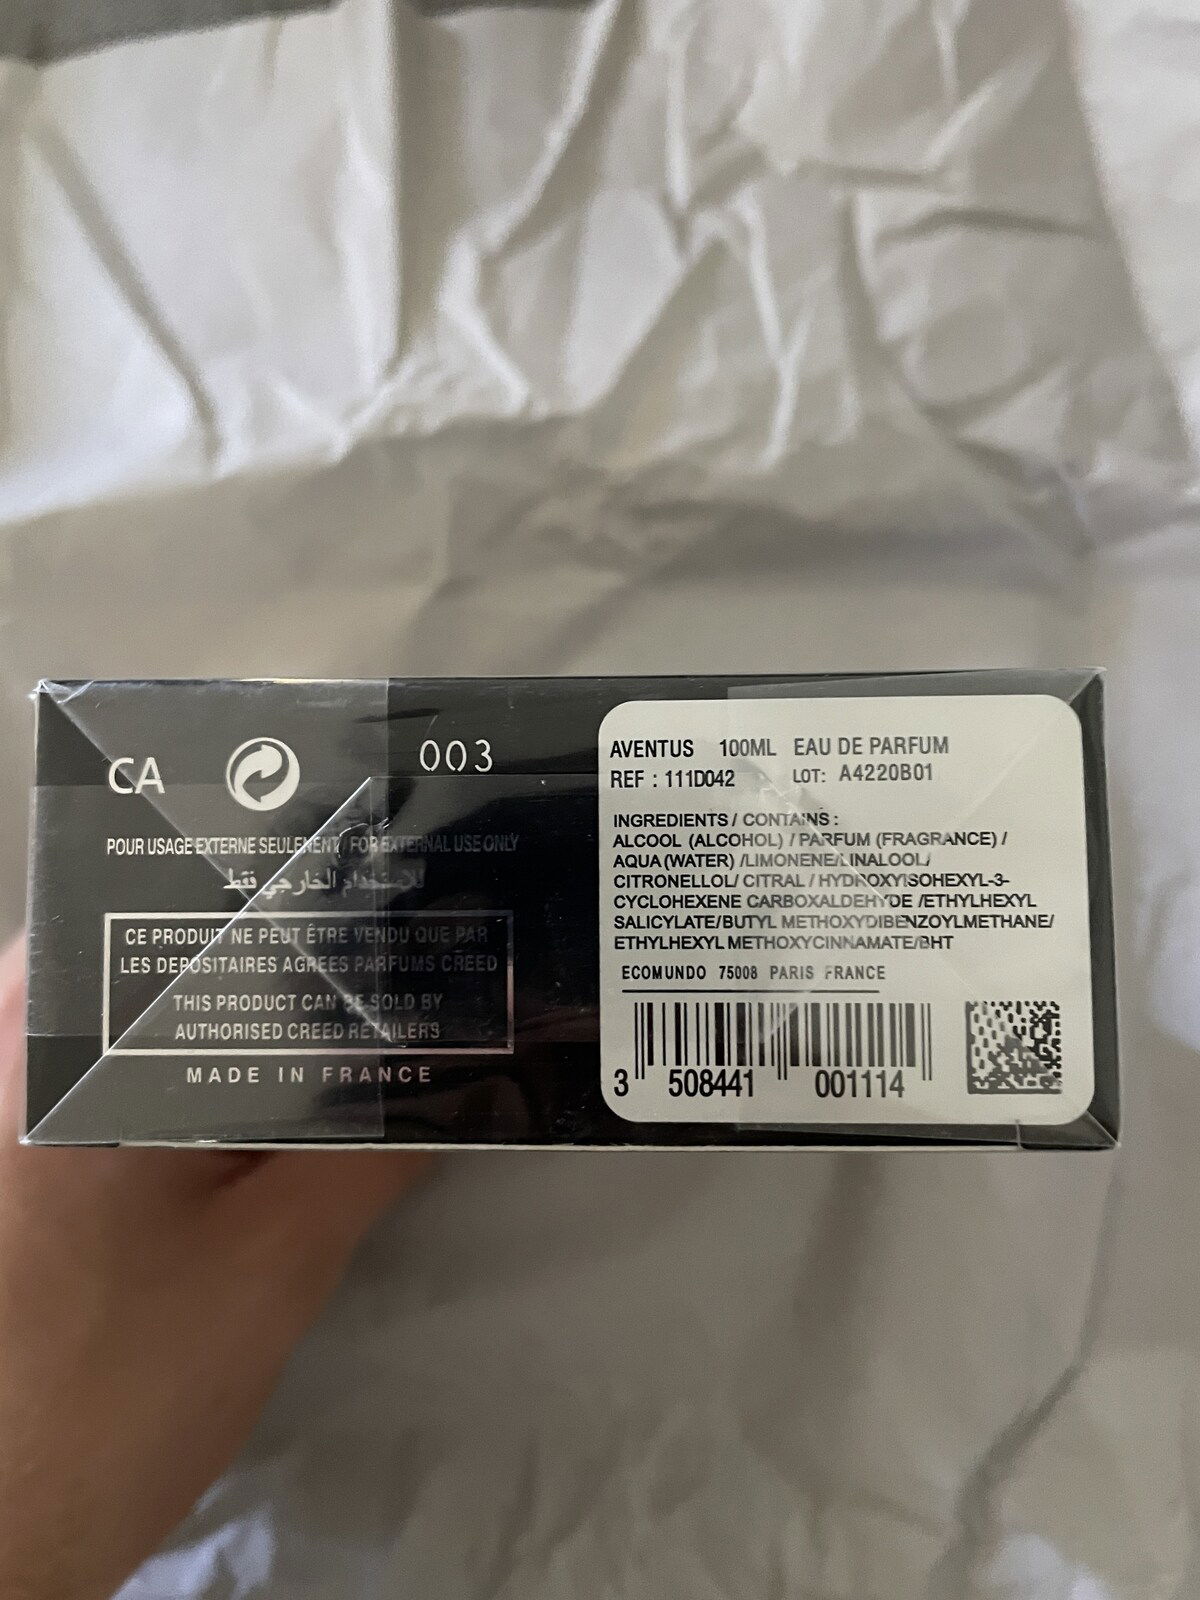 CA
003
POUR USAGE EXTERNE SEULEMENT / FOR EXTERNAL USE ONLY
للاستخدام الخارجي فقط
CE PRODUIT NE PEUT ÊTRE VENDU QUE PAR
LES DEPOSITAIRES AGREES PARFUMS CREED
THIS PRODUCT CAN BE SOLD BY
AUTHORISED CREED RETAILERS
MADE IN FRANCE
AVENTUS 100ML EAU DE PARFUM
REF : 111D042 LOT: A4220B01
INGREDIENTS / CONTAINS :
ALCOOL (ALCOHOL) / PARFUM (FRAGRANCE) /
AQUA (WATER) /LIMONENE/LINALOOL/
CITRONELLOL/ CITRAL / HYDROXYISOHEXYL-3-
CYCLOHEXENE CARBOXALDEHYDE /ETHYLHEXYL
SALICYLATE/BUTYL METHOXYDIBENZOYLMETHANE/
ETHYLHEXYL METHOXYCINNAMATE/BHT
ECOMUNDO 75008 PARIS FRANCE
3 508441 001114